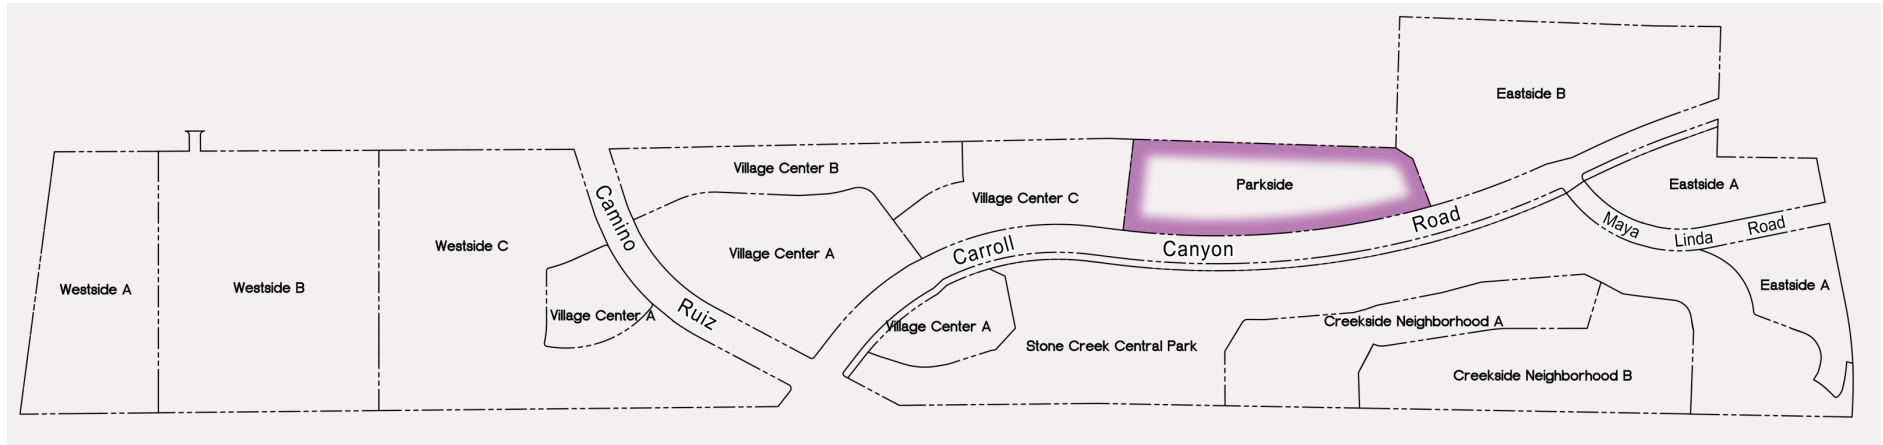 Eastside B
Village Center B
Parkside
Eastside A
Village Center C
Camino
Ruiz
Carroll
Canyon
Road
Maya
Linda
Road
Westside C
Village Center A
Westside A
Westside B
Eastside A
Village Center A
Village Center A
Creekside Neighborhood A
Stone Creek Central Park
Creekside Neighborhood B